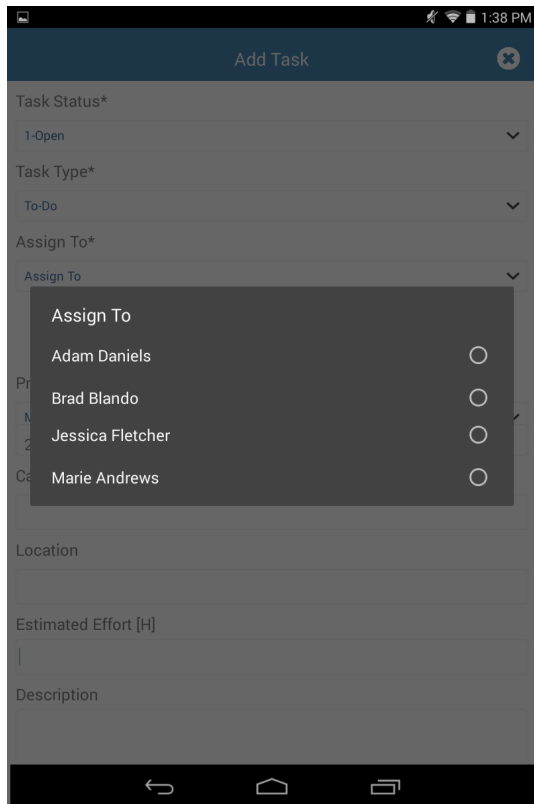 1:38 PM
Add Task
Task Status*
1-Open
Task Type*
To-Do
Assign To*
Assign To
Assign To
Adam Daniels
Brad Blando
Jessica Fletcher
Marie Andrews
Location
Estimated Effort [H]
Description